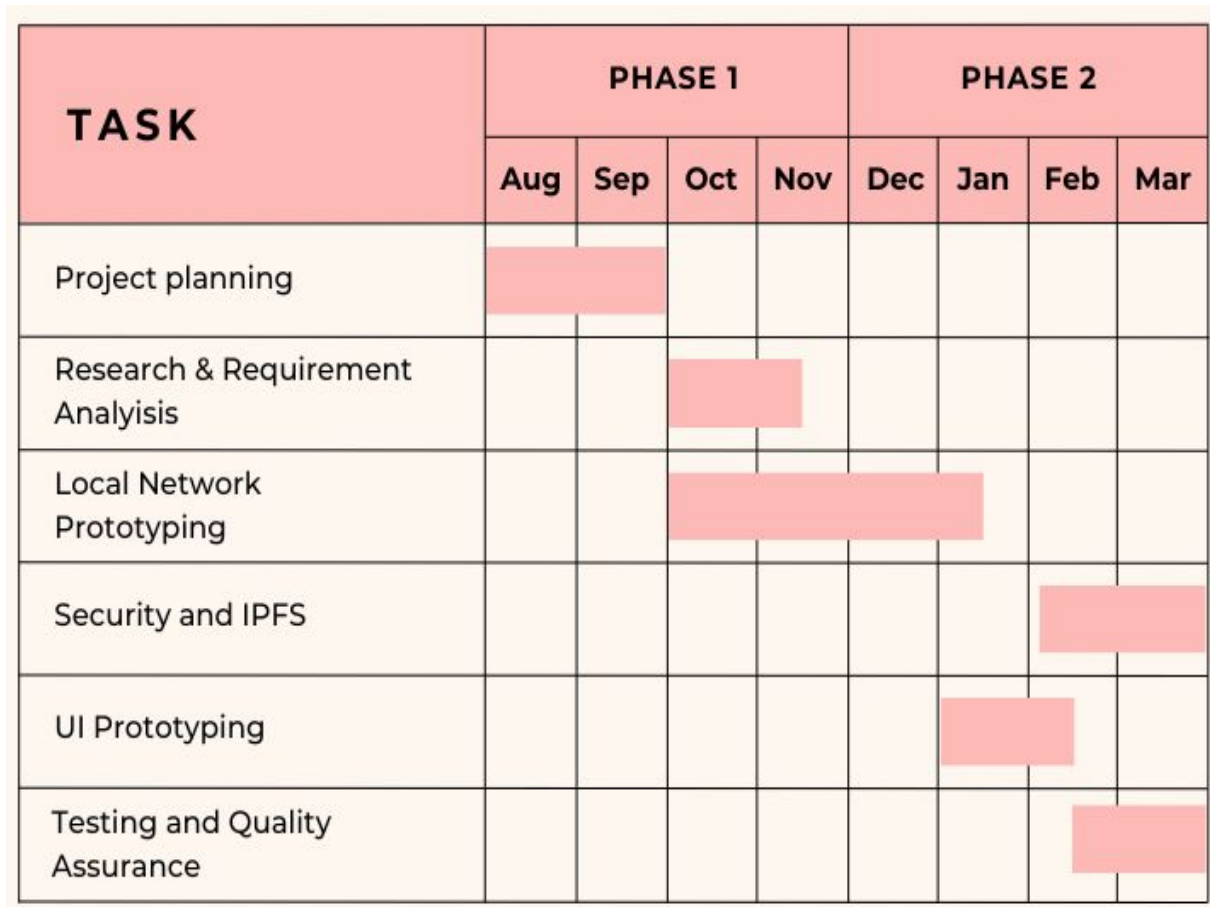 TASK
PHASE 1
PHASE 2
Aug
Sep
Oct
Nov
Dec
Jan
Feb
Mar
Project planning
Research & Requirement
Analyisis
Local Network
Prototyping
Security and IPFS
UI Prototyping
Testing and Quality
Assurance